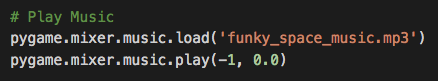 # Play Music
pygame.mixer.music.load('funky_space_music.mp3')
pygame.mixer.music.play(-1, 0.0)